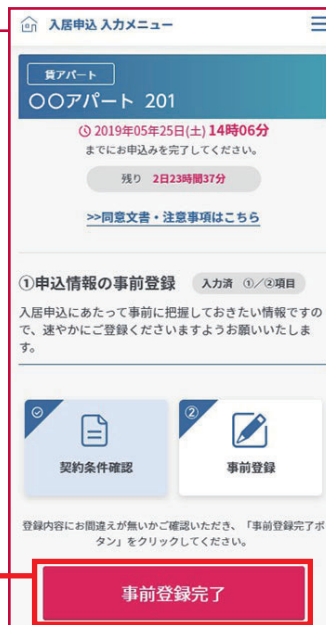 入居申込 入力メニュー
賃アパート
〇〇アパート 201
2019年05年25日(土) 14時06分
までにお申込みを完了してください。
残り 2日23時間37分
>>同意文書・注意事項はこちら
①申込情報の事前登録 入力済 ①/②項目
入居申込にあたって事前に把握しておきたい情報ですの
で、速やかにご登録くださいますようお願いいたしま
す。
②
契約条件確認 事前登録
登録内容にお間違えが無いかご確認いただき、「事前登録完了ボ
タン」をクリックしてください。
事前登録完了